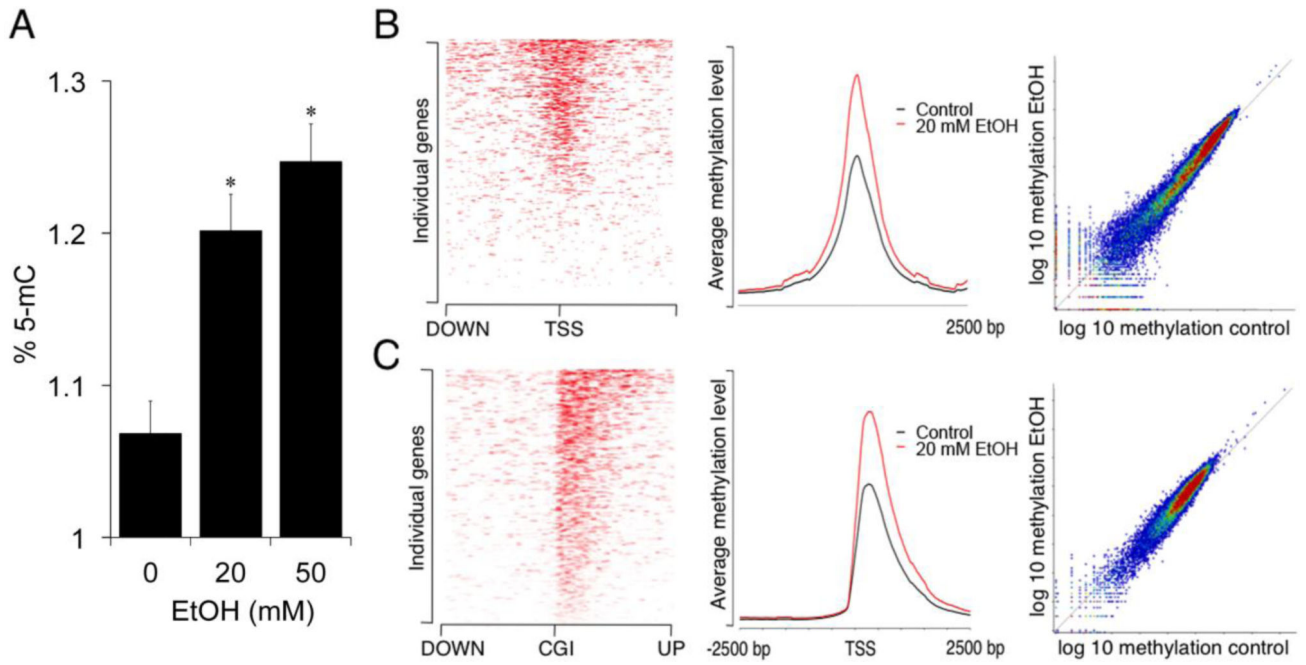 A
1.3
1.2
1.1
1
% 5-mC
*
*
0
20
50
EtOH (mM)
B
Individual genes
DOWN
TSS
Average methylation level
Control
20 mM EtOH
2500 bp
log 10 methylation EtOH
log 10 methylation control
C
Individual genes
DOWN
CGI
UP
Average methylation level
Control
20 mM EtOH
-2500 bp
TSS
2500 bp
log 10 methylation EtOH
log 10 methylation control